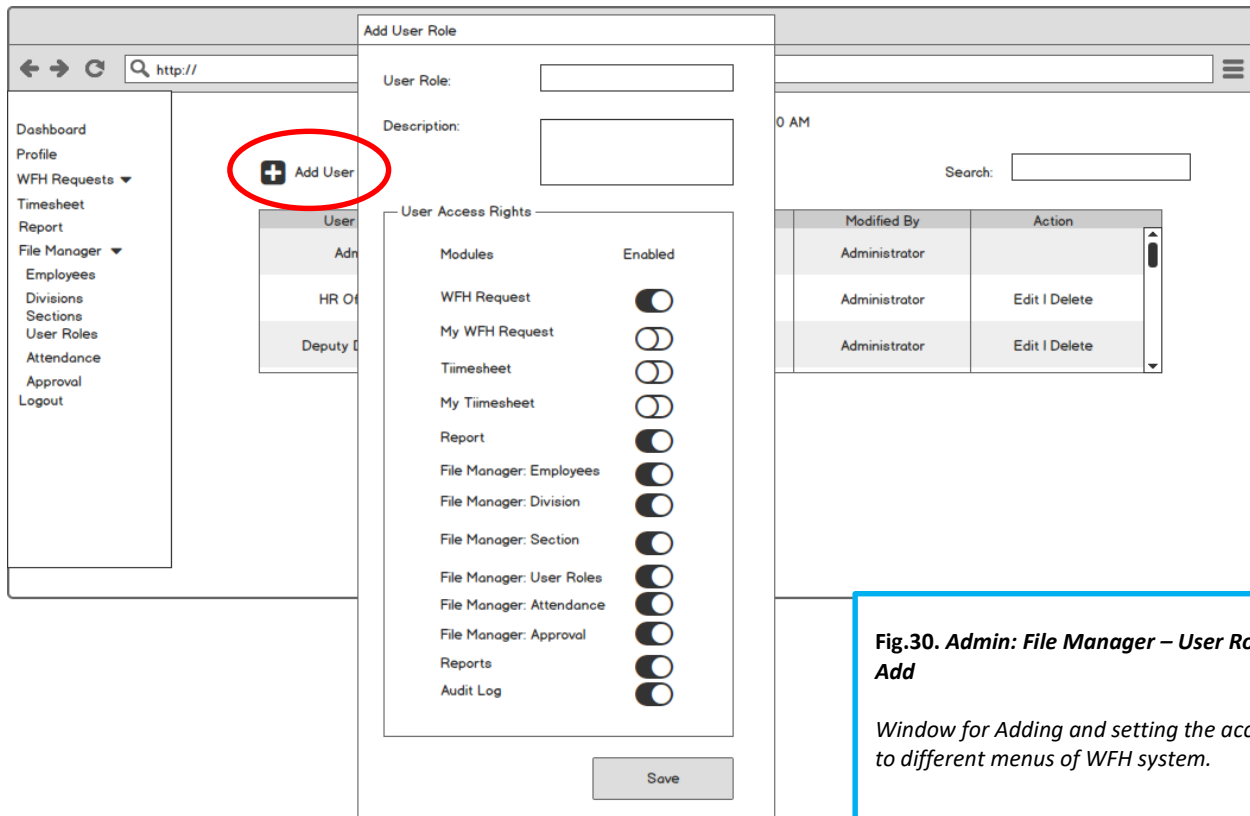 Add User Role
http://
User Role:
Description:
0 AM
Dashboard
Profile
WFH Requests
Timesheet
Report
File Manager
Employees
Divisions
Sections
User Roles
Attendance
Approval
Logout
Add User
Search:
User
Modified By
Action
Adm
Administrator
HR Of
Administrator
Edit | Delete
Deputy D
Administrator
Edit | Delete
User Access Rights
Modules
Enabled
WFH Request
My WFH Request
Tiimesheet
My Tiimesheet
Report
File Manager: Employees
File Manager: Division
File Manager: Section
File Manager: User Roles
File Manager: Attendance
File Manager: Approval
Reports
Audit Log
Save
Fig.30. Admin: File Manager – User Ro
Add
Window for Adding and setting the acc
to different menus of WFH system.